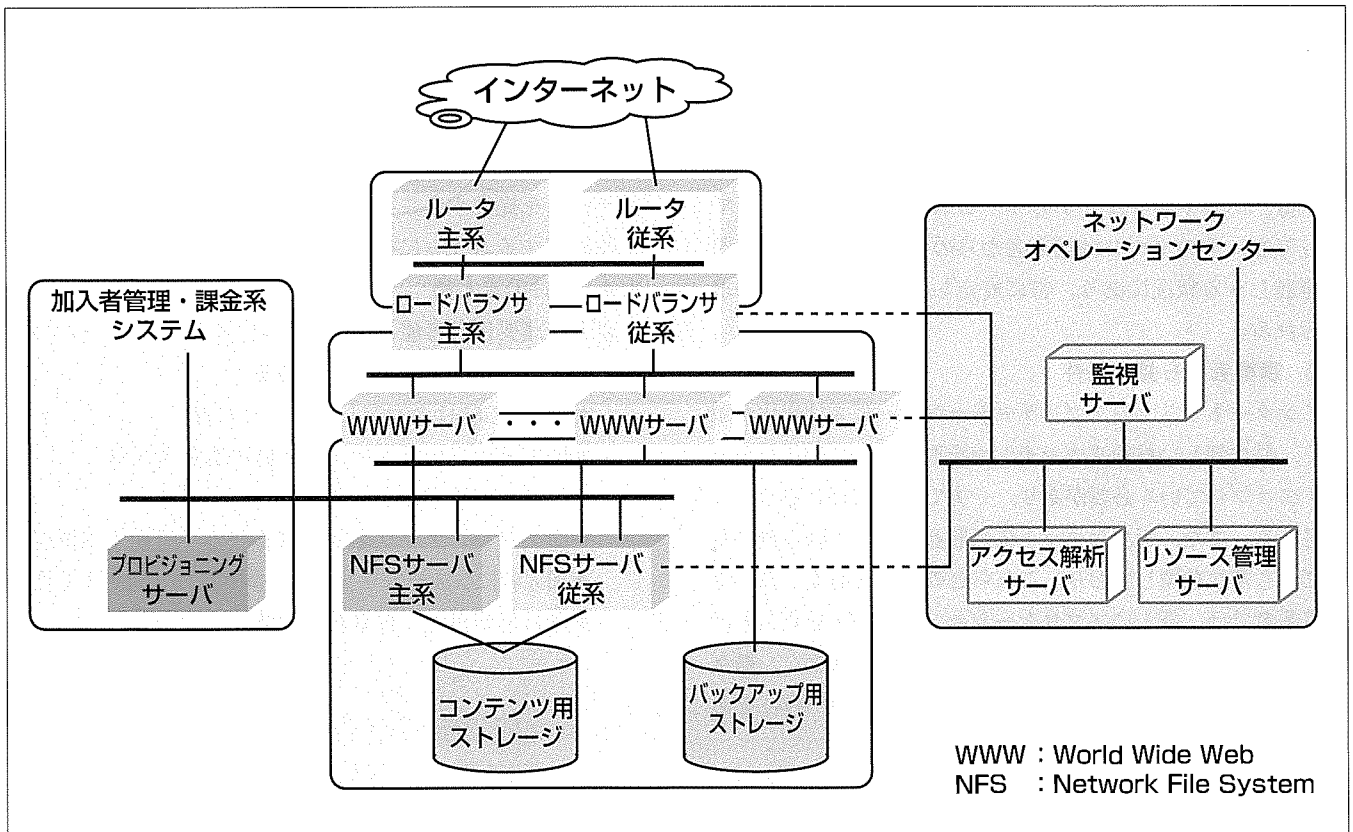 インターネット
ルータ
主系
ルータ
従系
ネットワーク
オペレーションセンター
加入者管理・課金系
システム
ロードバランサ
主系
ロードバランサ
従系
監視
サーバ
WWWサーバ
・・・
WWWサーバ
WWWサーバ
プロビジョニング
サーバ
NFSサーバ
主系
NFSサーバ
従系
アクセス解析
サーバ
リソース管理
サーバ
コンテンツ用
ストレージ
バックアップ用
ストレージ
WWW：World Wide Web
NFS ：Network File System